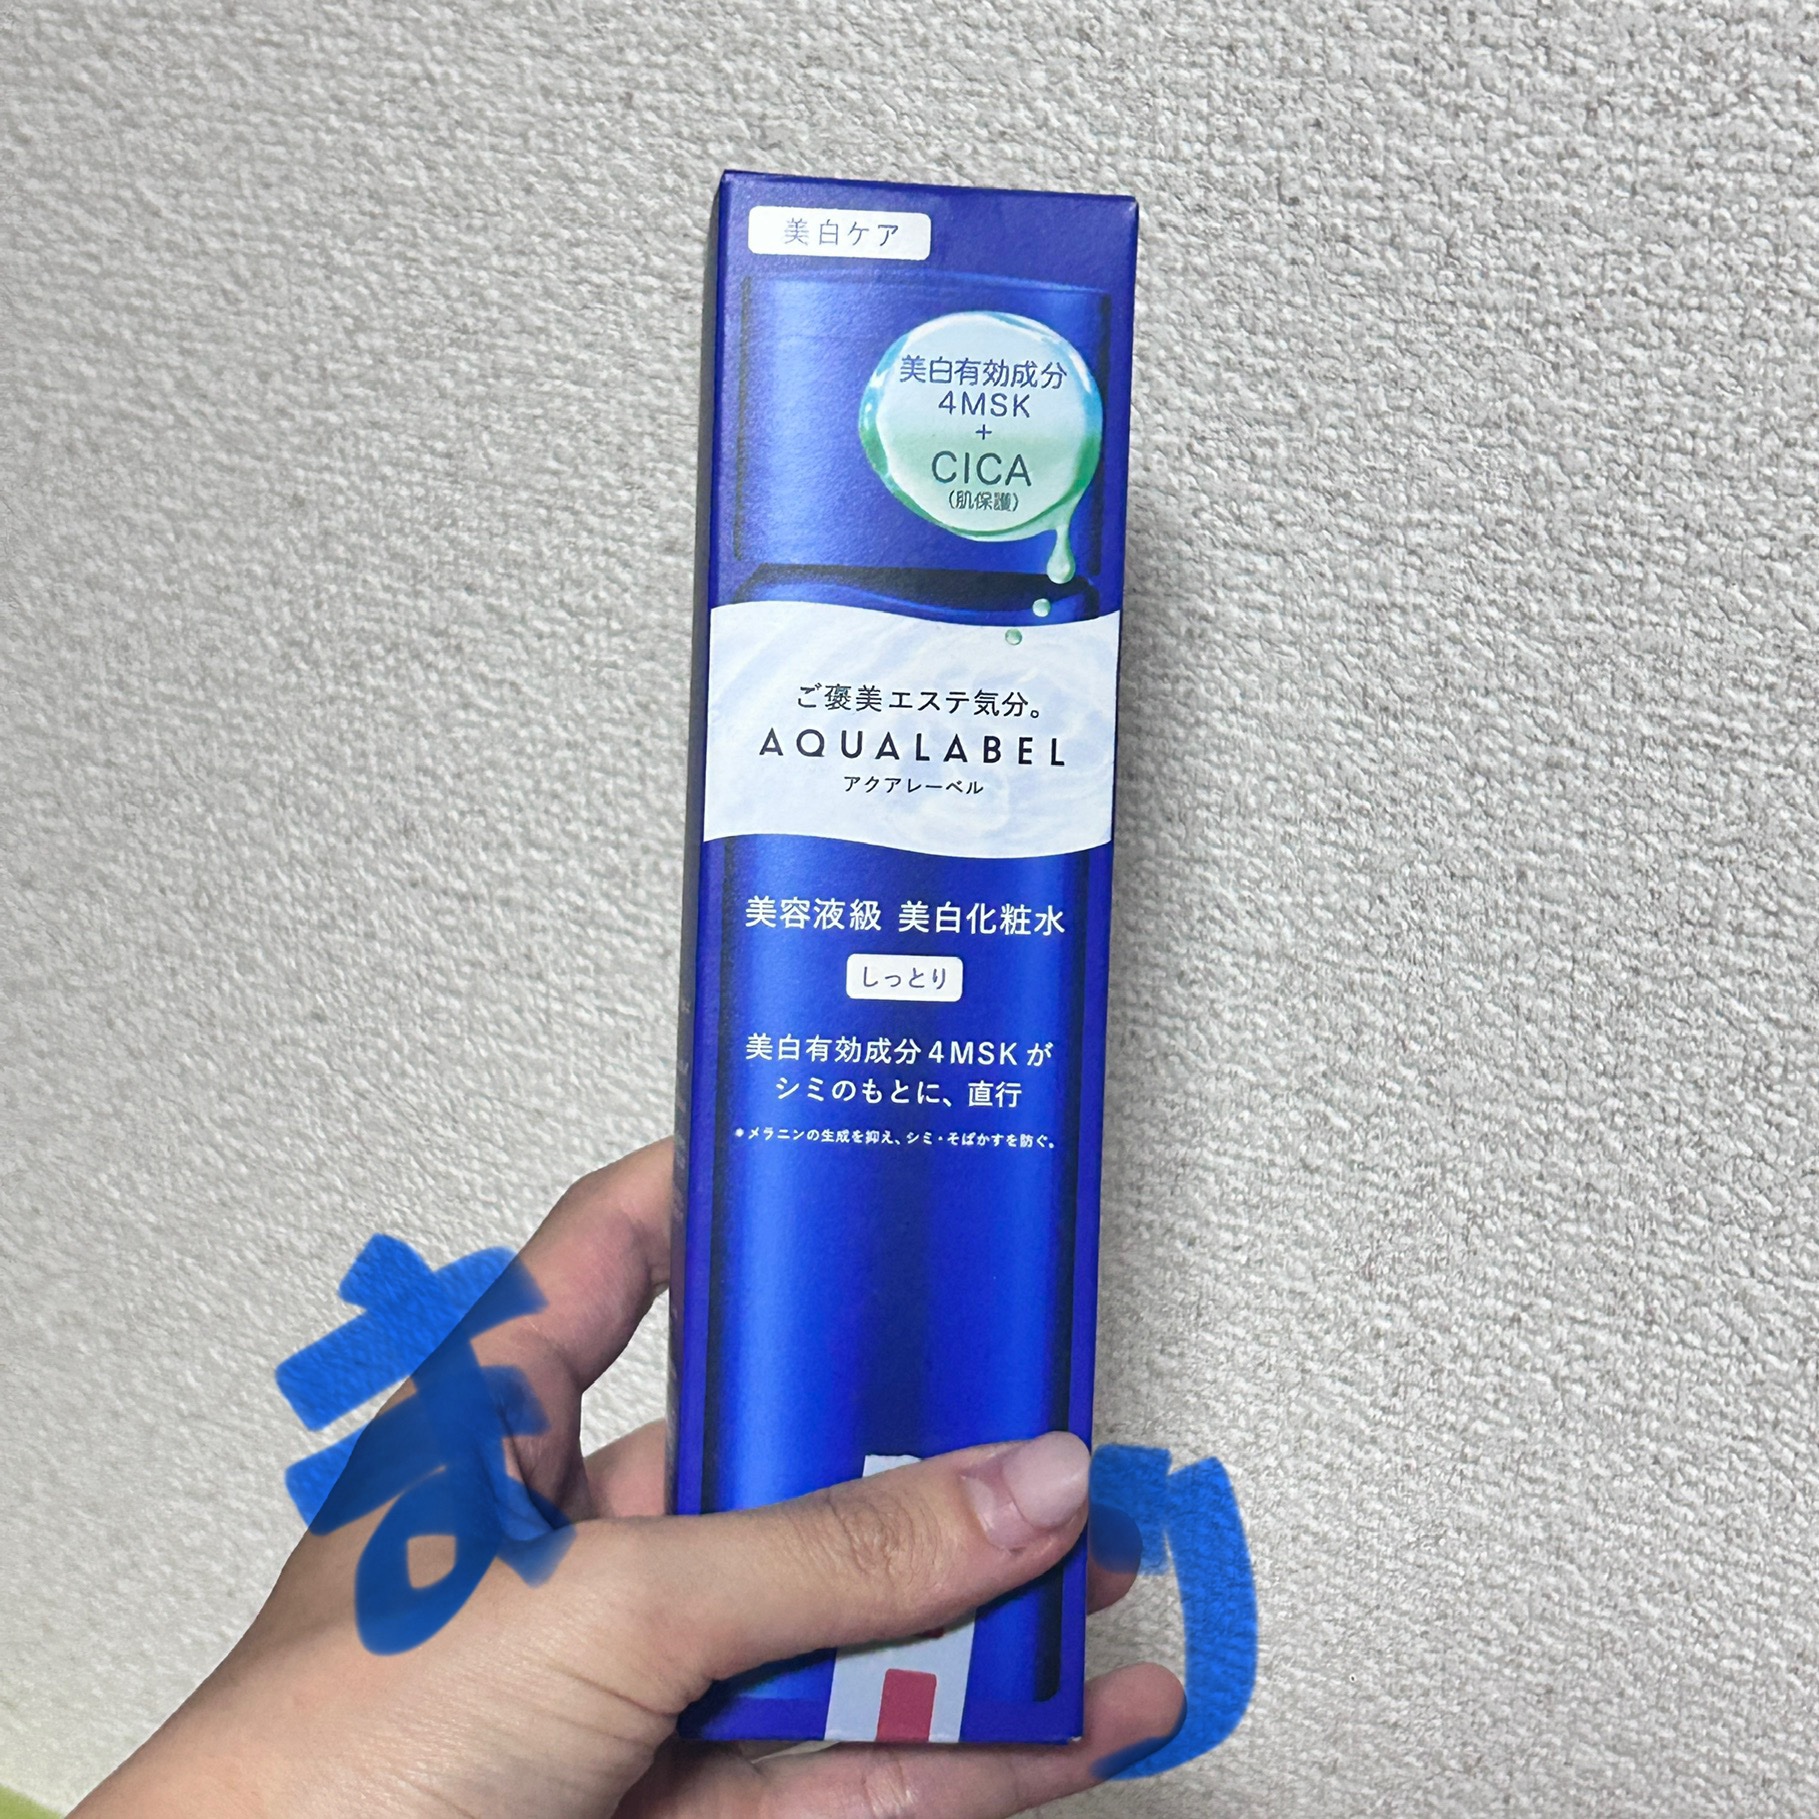 美白ケア
美白有効成分
4MSK
+
CICA
(肌保護)
ご褒美エステ気分。
AQUALABEL
アクアレーベル
美容液級 美白化粧水
しっとり
美白有効成分4MSKが
シミのもとに、直行
*メラニンの生成を抑え、シミ・そばかすを防ぐ。
まり